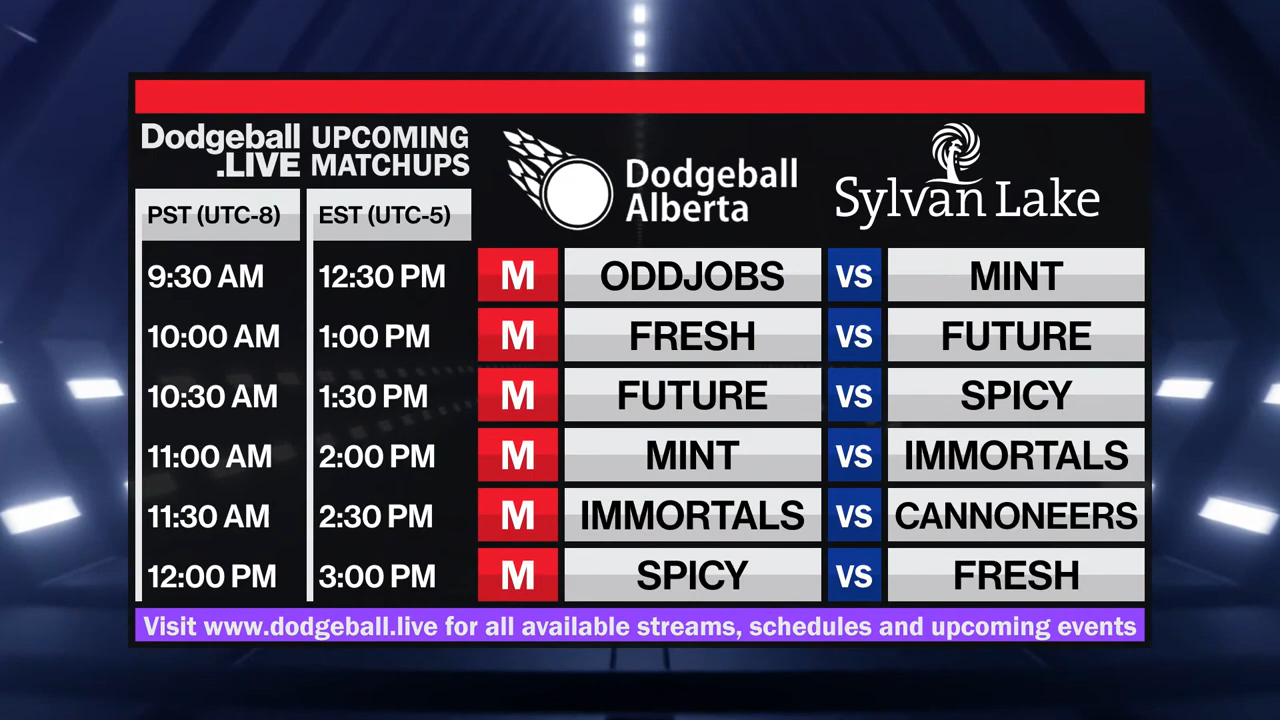 Dodgeball .LIVE
UPCOMING MATCHUPS
Dodgeball Alberta
Sylvan Lake
PST (UTC-8) EST (UTC-5)
9:30 AM 12:30 PM M ODDJOBS VS MINT
10:00 AM 1:00 PM M FRESH VS FUTURE
10:30 AM 1:30 PM M FUTURE VS SPICY
11:00 AM 2:00 PM M MINT VS IMMORTALS
11:30 AM 2:30 PM M IMMORTALS VS CANNONEERS
12:00 PM 3:00 PM M SPICY VS FRESH
Visit www.dodgeball.live for all available streams, schedules and upcoming events